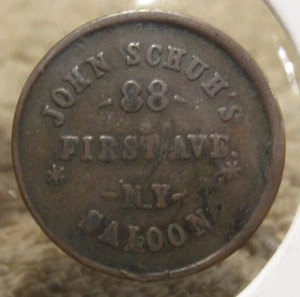 JOHN SCHUH'S
-88-
FIRST AVE.
-N.Y-
SALOON